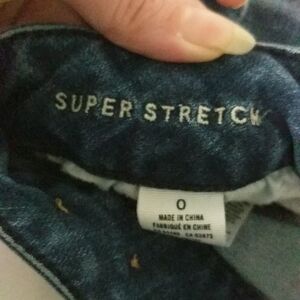 SUPER STRETCH
0
MADE IN CHINA
FABRIQUÉ EN CHINE